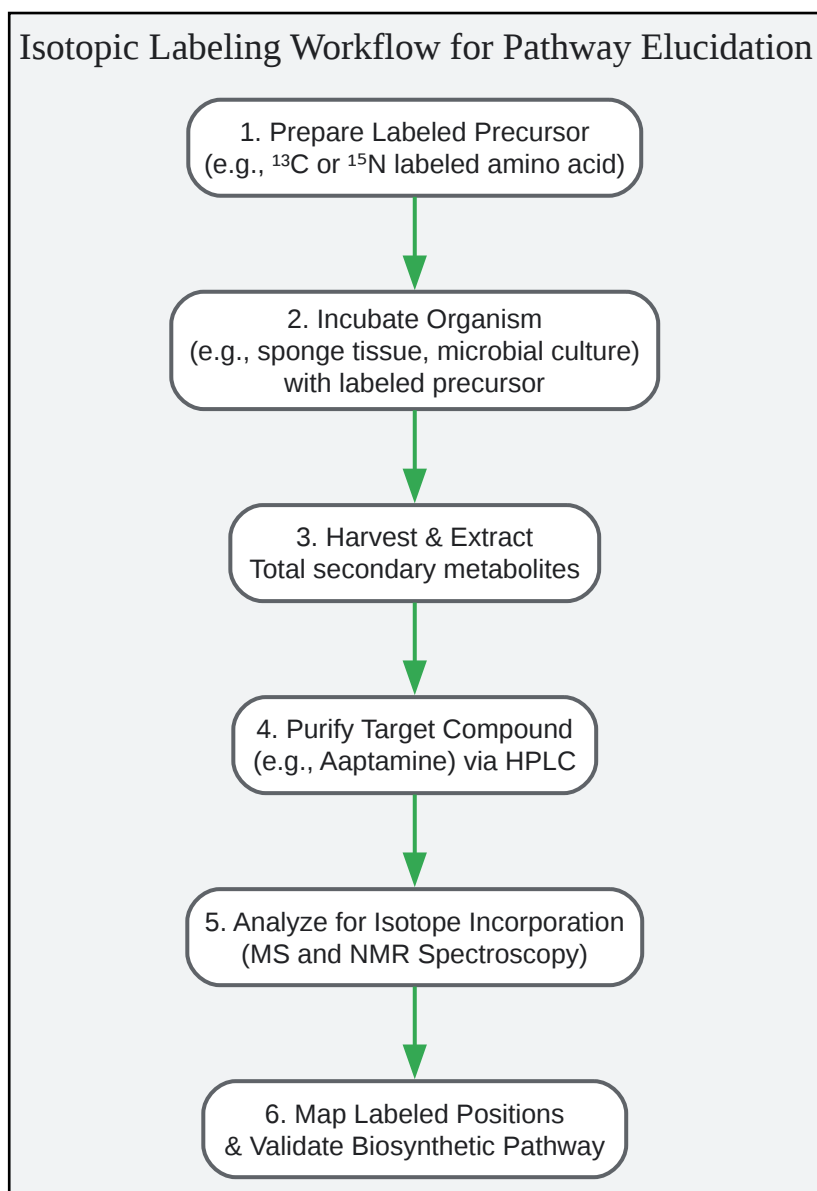 Isotopic Labeling Workflow for Pathway Elucidation
1. Prepare Labeled Precursor
(e.g., ¹³C or ¹⁵N labeled amino acid)
2. Incubate Organism
(e.g., sponge tissue, microbial culture)
with labeled precursor
3. Harvest & Extract
Total secondary metabolites
4. Purify Target Compound
(e.g., Aaptamine) via HPLC
5. Analyze for Isotope Incorporation
(MS and NMR Spectroscopy)
6. Map Labeled Positions
& Validate Biosynthetic Pathway